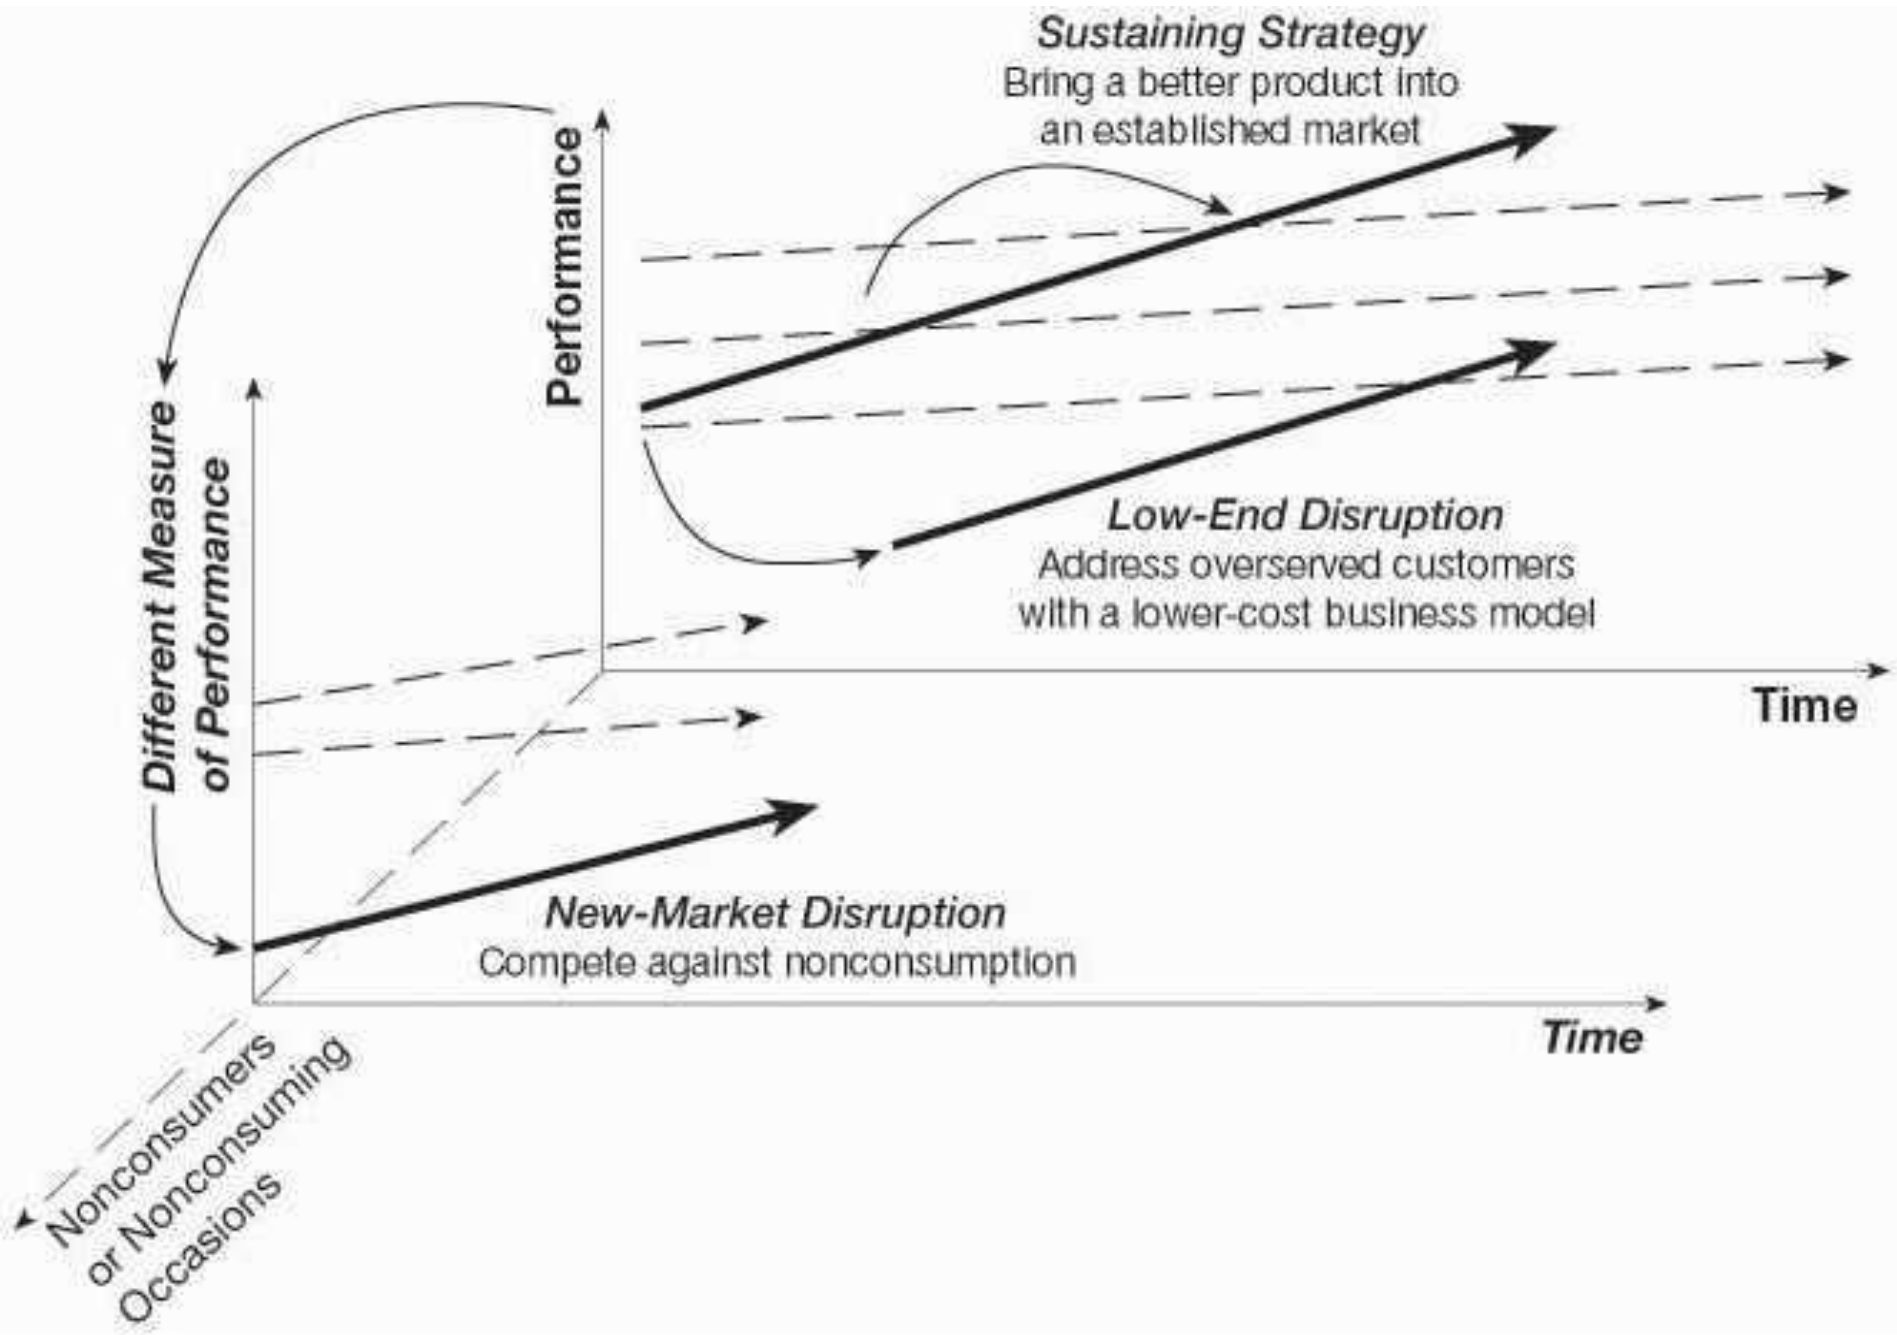 Sustaining Strategy
Bring a better product into
an established market
Performance
Different Measure
of Performance
Low-End Disruption
Address overserved customers
with a lower-cost business model
Time
New-Market Disruption
Compete against nonconsumption
Time
Nonconsumers
or Nonconsuming
Occasions